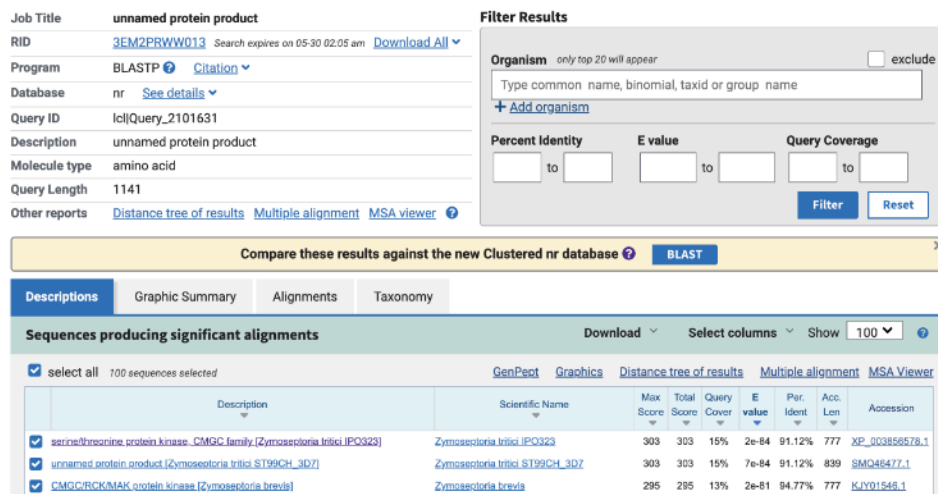 Job Title unnamed protein product
RID 3EM2PRWW013 Search expires on 05-30 02:05 am Download All
Program BLASTP Citation
Database nr See details
Query ID lcl|Query_2101631
Description unnamed protein product
Molecule type amino acid
Query Length 1141
Other reports Distance tree of results Multiple alignment MSA viewer
Filter Results
Organism only top 20 will appear exclude
Type common name, binomial, taxid or group name
+ Add organism
Percent Identity E value Query Coverage
to to to
Filter Reset
Compare these results against the new Clustered nr database BLAST
Descriptions Graphic Summary Alignments Taxonomy
Sequences producing significant alignments Download Select columns Show 100
select all 100 sequences selected GenPept Graphics Distance tree of results Multiple alignment MSA Viewer
Description Scientific Name Max Score Total Score Query Cover E value Per. Ident Acc. Len Accession
serine/threonine protein kinase, CMGC family [Zymoseptoria tritici IPO323] Zymoseptoria tritici IPO323 303 303 15% 2e-84 91.12% 777 XP_003856578.1
unnamed protein product [Zymoseptoria tritici ST99CH_3D7] Zymoseptoria tritici ST99CH_3D7 303 303 15% 7e-84 91.12% 839 SMQ46477.1
CMGC/RCK/MAK protein kinase [Zymoseptoria brevis] Zymoseptoria brevis 295 295 13% 2e-81 94.77% 777 KJY01546.1